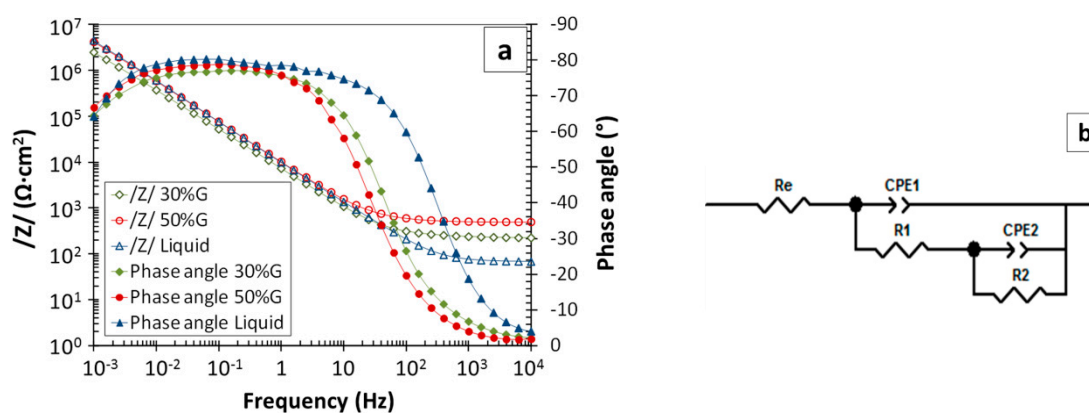 a
10⁷
10⁶
10⁵
10⁴
10³
10²
10¹
10⁰
/Z/ (Ω·cm²)
/Z/ 30%G
/Z/ 50%G
/Z/ Liquid
Phase angle 30%G
Phase angle 50%G
Phase angle Liquid
10⁻³
10⁻²
10⁻¹
1
10
10²
10³
10⁴
Frequency (Hz)
-90
-80
-70
-60
-50
-40
-30
-20
-10
0
Phase angle (°)
b
Re
CPE1
R1
CPE2
R2